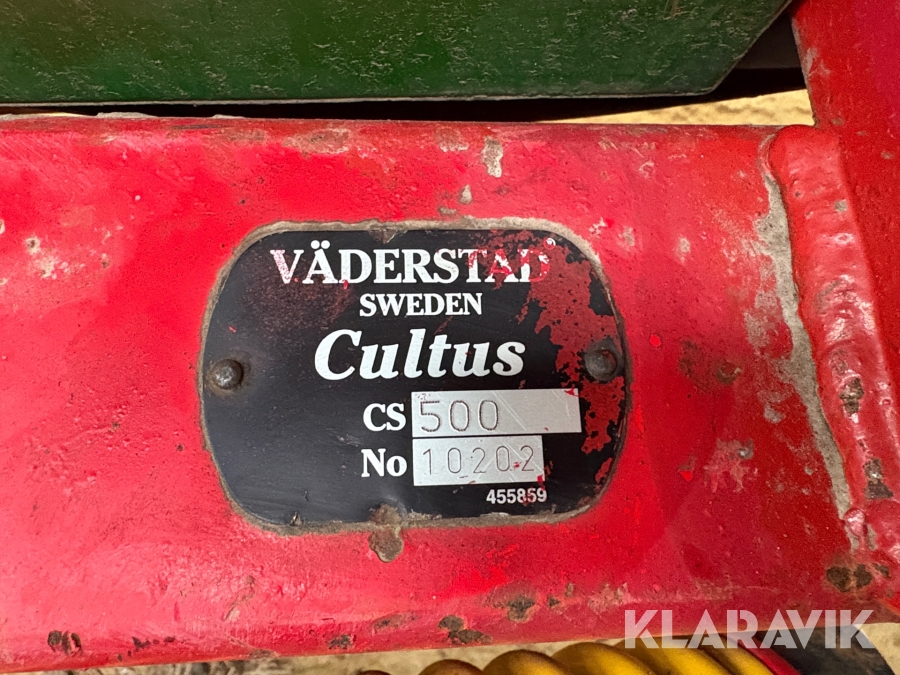 VÄDERSTAD
SWEDEN
Cultus
CS 500
No 10202
455859
KLARAVIK